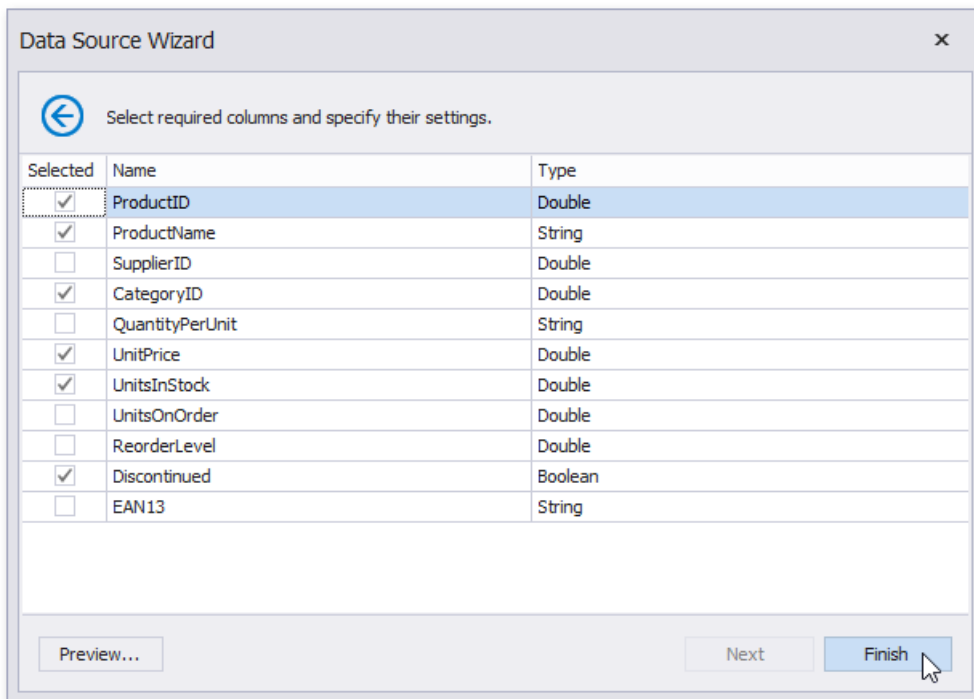 Data Source Wizard
Select required columns and specify their settings.
Selected Name Type
ProductID Double
ProductName String
SupplierID Double
CategoryID Double
QuantityPerUnit String
UnitPrice Double
UnitsInStock Double
UnitsOnOrder Double
ReorderLevel Double
Discontinued Boolean
EAN13 String
Preview... Next Finish